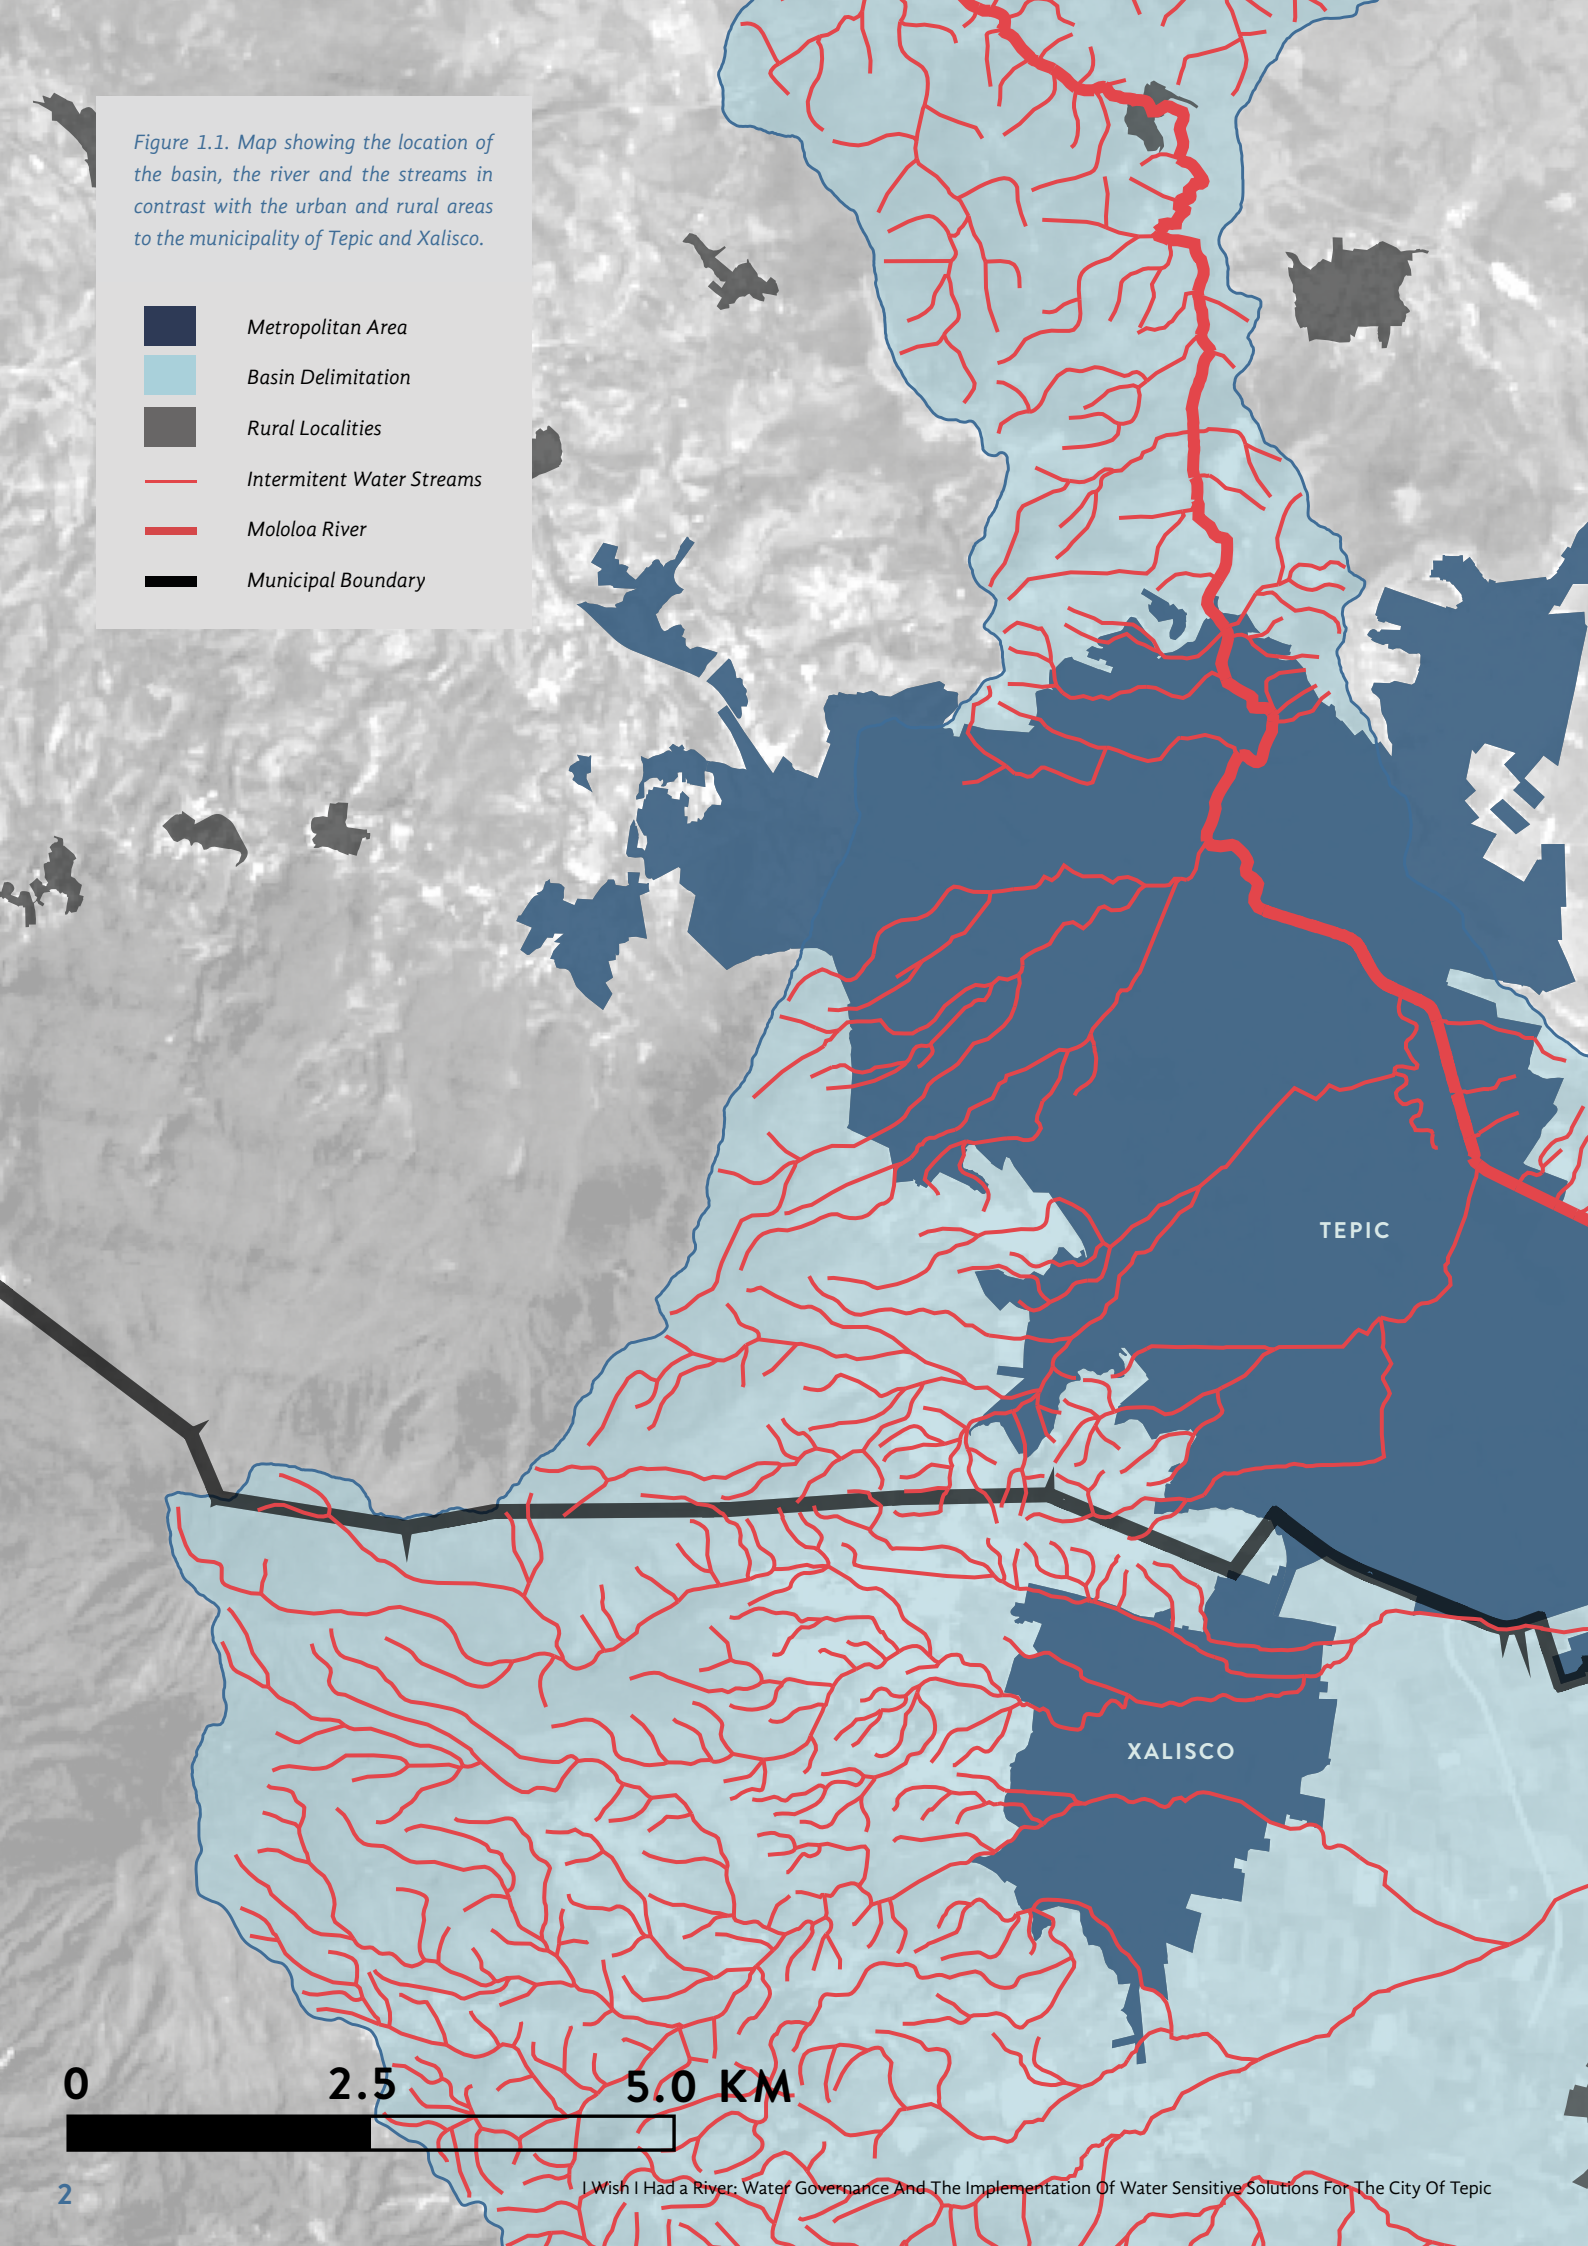 Figure 1.1. Map showing the location of
the basin, the river and the streams in
contrast with the urban and rural areas
to the municipality of Tepic and Xalisco.
Metropolitan Area
Basin Delimitation
Rural Localities
Intermitent Water Streams
Mololoa River
Municipal Boundary
TEPIC
XALISCO
0 2.5 5.0 KM
2 I Wish I Had a River: Water Governance And The Implementation Of Water Sensitive Solutions For The City Of Tepic